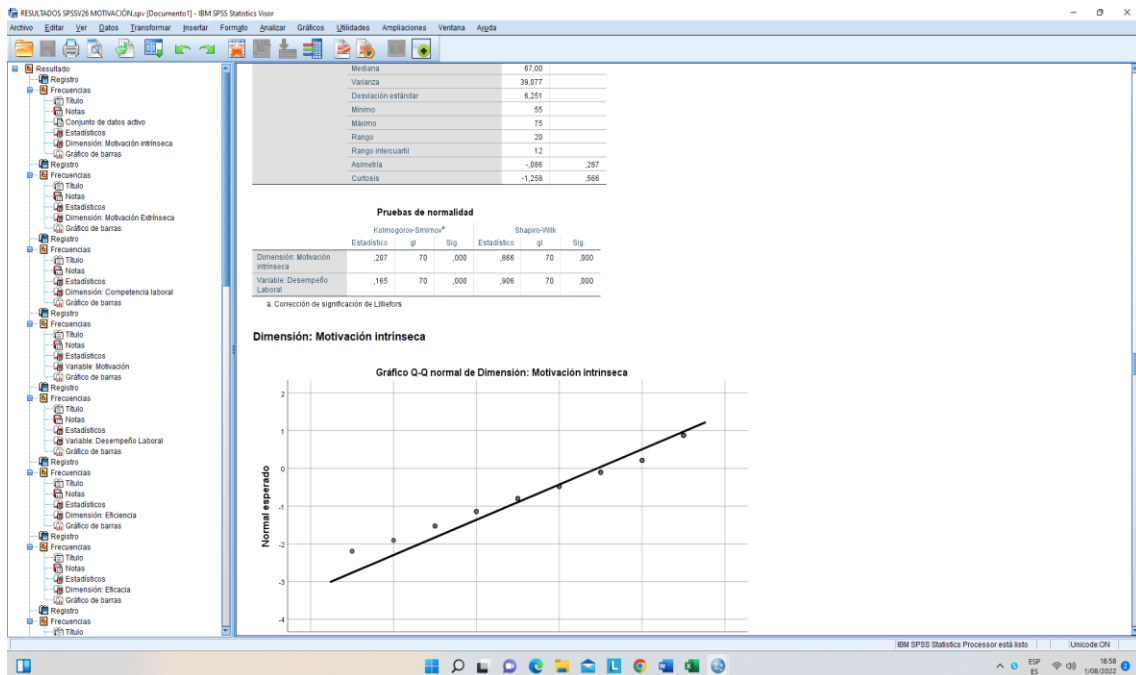 RESULTADOS SPSSV26 MOTIVACIÓN.spv [Documento1] - IBM SPSS Statistics Visor
Archivo Editar Ver Datos Transformar Insertar Formato Analizar Gráficos Utilidades Ampliaciones Ventana Ayuda
Resultado
Registro
Frecuencias
Título
Notas
Conjunto de datos activo
Estadísticos
Dimensión: Motivación intrínseca
Gráfico de barras
Registro
Frecuencias
Título
Notas
Estadísticos
Dimensión: Motivación Extrínseca
Gráfico de barras
Registro
Frecuencias
Título
Notas
Estadísticos
Dimensión: Competencia laboral
Gráfico de barras
Registro
Frecuencias
Título
Notas
Estadísticos
Variable: Motivación
Gráfico de barras
Registro
Frecuencias
Título
Notas
Estadísticos
Variable: Desempeño Laboral
Gráfico de barras
Registro
Frecuencias
Título
Notas
Estadísticos
Dimensión: Eficiencia
Gráfico de barras
Registro
Frecuencias
Título
Notas
Estadísticos
Dimensión: Eficacia
Gráfico de barras
Registro
Frecuencias
Título
Mediana 67,00
Varianza 39,077
Desviación estándar 6,251
Mínimo 55
Máximo 75
Rango 20
Rango intercuartil 12
Asimetría -,086 ,287
Curtosis -1,258 ,566
Pruebas de normalidad
Kolmogorov-Smirnov a Shapiro-Wilk
Estadístico gl Sig. Estadístico gl Sig.
Dimensión: Motivación intrínseca ,207 70 ,000 ,866 70 ,000
Variable: Desempeño Laboral ,165 70 ,000 ,906 70 ,000
a. Corrección de significación de Lilliefors
Dimensión: Motivación intrínseca
Gráfico Q-Q normal de Dimensión: Motivación intrínseca
Normal esperado
2
1
0
-1
-2
-3
-4
IBM SPSS Statistics Processor está listo Unicode:ON
ESP
ES
18:58
1/08/2022
2